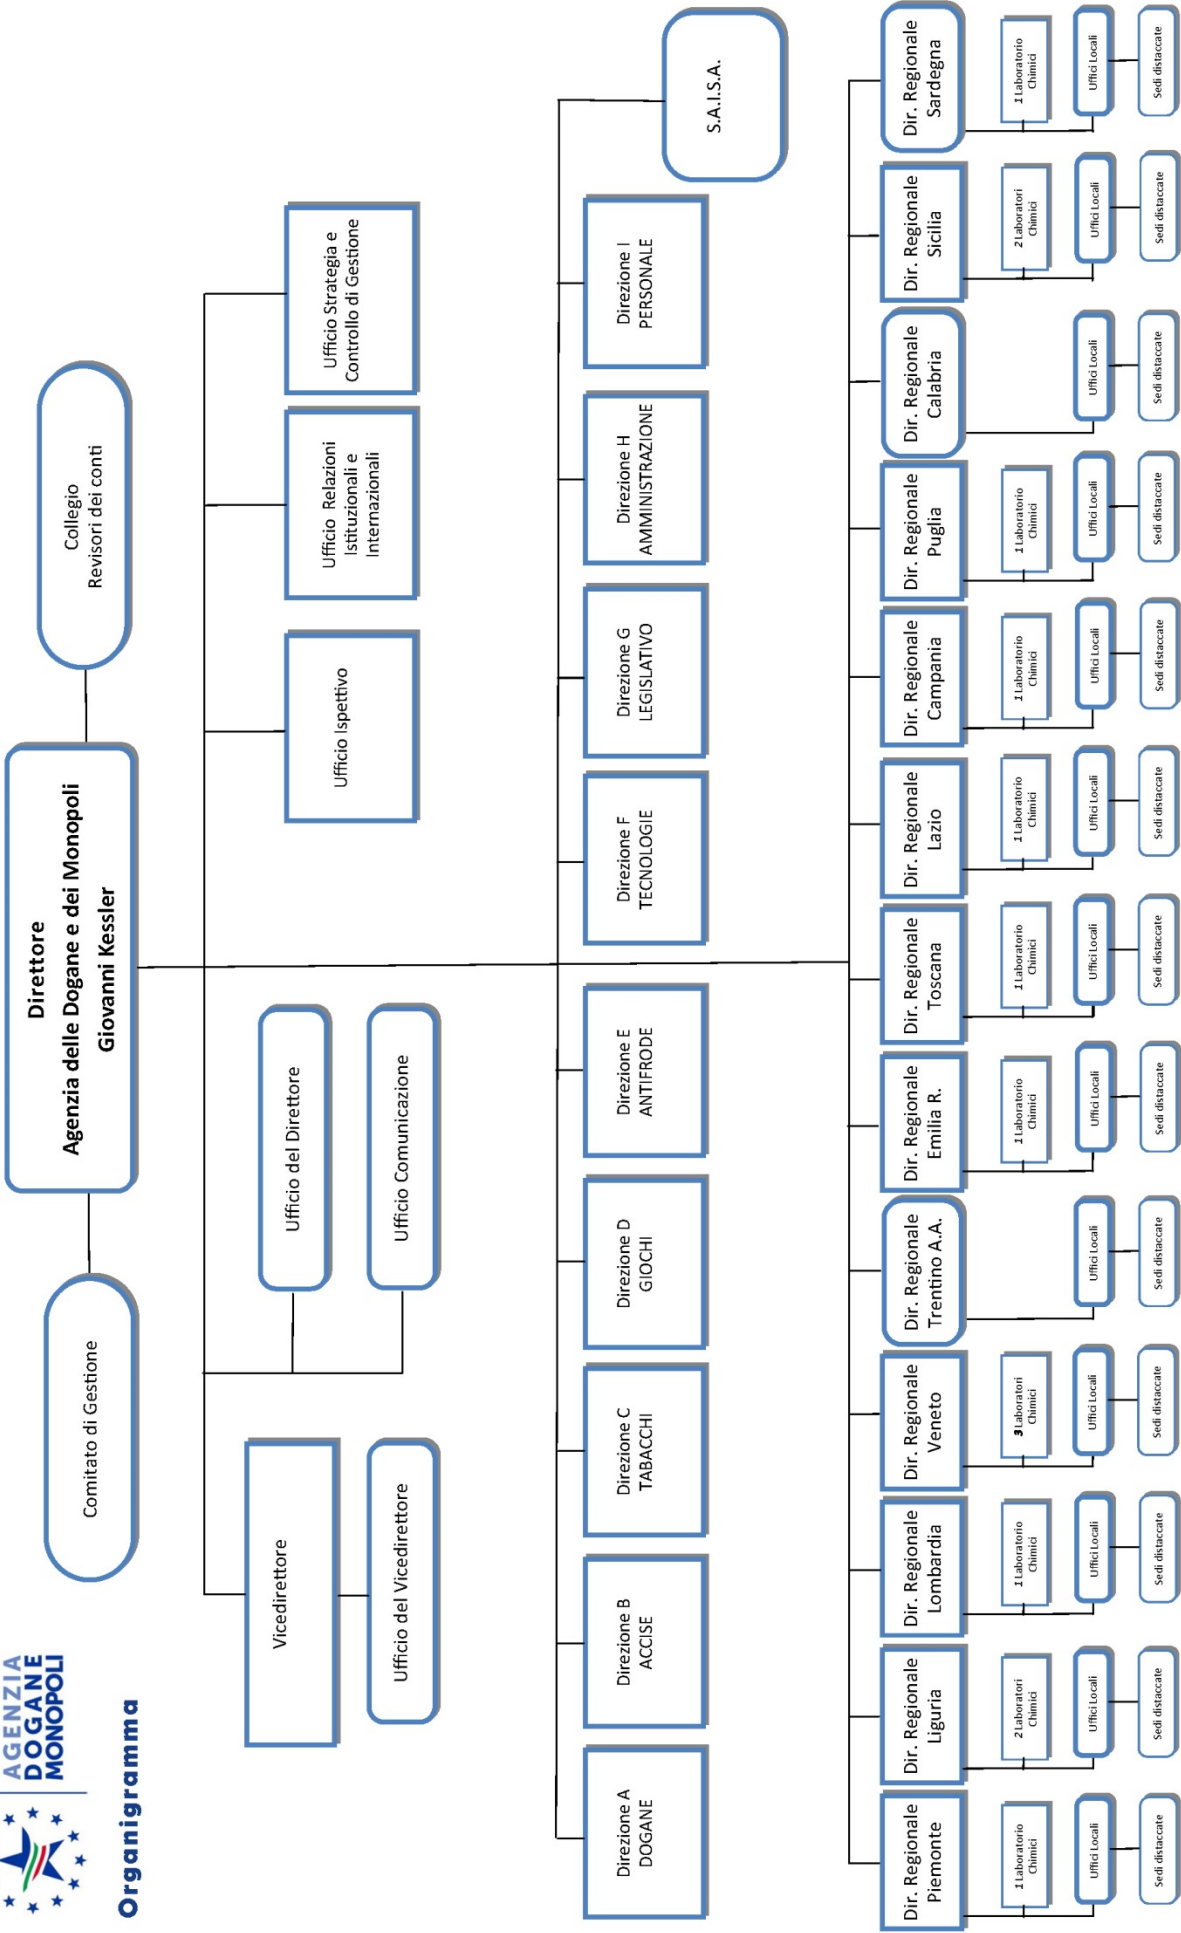 AGENZIA
DOGANE
MONOPOLI
Organigramma
Comitato di Gestione
Direttore
Agenzia delle Dogane e dei Monopoli
Giovanni Kessler
Collegio
Revisori dei conti
Vicedirettore
Ufficio del Vicedirettore
Ufficio del Direttore
Ufficio Comunicazione
Ufficio Ispettivo
Ufficio Relazioni
Istituzionali e
Internazionali
Ufficio Strategia e
Controllo di Gestione
Direzione A
DOGANE
Direzione B
ACCISE
Direzione C
TABACCHI
Direzione D
GIOCHI
Direzione E
ANTIFRODE
Direzione F
TECNOLOGIE
Direzione G
LEGISLATIVO
Direzione H
AMMINISTRAZIONE
Direzione I
PERSONALE
S.A.I.S.A.
Dir. Regionale
Piemonte
1 Laboratorio
Chimici
Uffici Locali
Sedi distaccate
Dir. Regionale
Liguria
2 Laboratori
Chimici
Uffici Locali
Sedi distaccate
Dir. Regionale
Lombardia
1 Laboratorio
Chimici
Uffici Locali
Sedi distaccate
Dir. Regionale
Veneto
3 Laboratori
Chimici
Uffici Locali
Sedi distaccate
Dir. Regionale
Trentino A.A.
Uffici Locali
Sedi distaccate
Dir. Regionale
Emilia R.
1 Laboratorio
Chimici
Uffici Locali
Sedi distaccate
Dir. Regionale
Toscana
1 Laboratorio
Chimici
Uffici Locali
Sedi distaccate
Dir. Regionale
Lazio
1 Laboratorio
Chimici
Uffici Locali
Sedi distaccate
Dir. Regionale
Campania
1 Laboratorio
Chimici
Uffici Locali
Sedi distaccate
Dir. Regionale
Puglia
1 Laboratorio
Chimici
Uffici Locali
Sedi distaccate
Dir. Regionale
Calabria
Uffici Locali
Sedi distaccate
Dir. Regionale
Sicilia
2 Laboratori
Chimici
Uffici Locali
Sedi distaccate
Dir. Regionale
Sardegna
1 Laboratorio
Chimici
Uffici Locali
Sedi distaccate